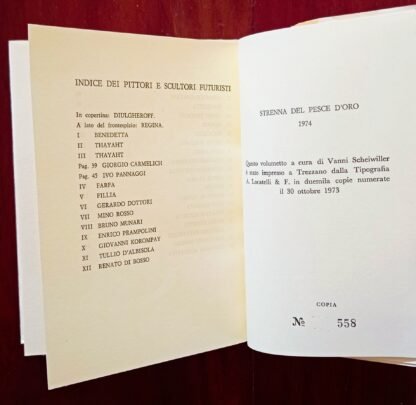 INDICE DEI PITTORI E SCULTORI FUTURISTI
In copertina: DIULGHEROFF.
A lato del frontespizio: REGINA.
I BENEDETTA
II THAYAHT
III THAYAHT
Pag. 39 GIORGIO CARMELICH
Pag. 45 IVO PANNAGGI
IV FARFA
V FILLIA
VI GERARDO DOTTORI
VII MINO ROSSO
VIII BRUNO MUNARI
IX ENRICO PRAMPOLINI
X GIOVANNI KOROMPAY
XI TULLIO D'ALBISOLA
XII RENATO DI BOSSO
STRENNA DEL PESCE D'ORO
1974
Questo volumetto a cura di Vanni Scheiwiller
è stato impresso a Trezzano dalla Tipografia
A. Lucatelli & F. in duemila copie numerate
il 30 ottobre 1973
COPIA
№ 558